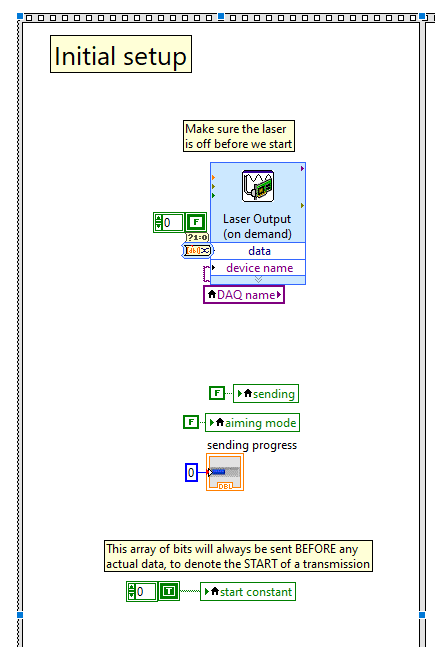 Initial setup
Make sure the laser
is off before we start
0 F
?1:0
Laser Output
(on demand)
data
device name
DAQ name
F sending
F aiming mode
sending progress
0
DBL
This array of bits will always be sent BEFORE any
actual data, to denote the START of a transmission
0 T start constant